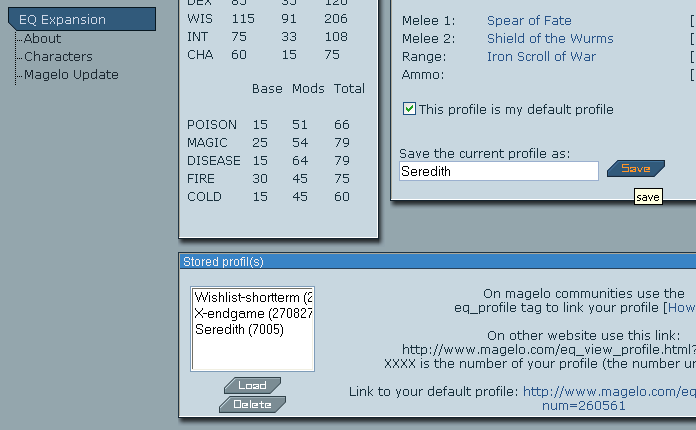 EQ Expansion
About
Characters
Magelo Update
DEX 85 35 120
WIS 115 91 206
INT 75 33 108
CHA 60 15 75
Base Mods Total
POISON 15 51 66
MAGIC 25 54 79
DISEASE 15 64 79
FIRE 30 45 75
COLD 15 45 60
Melee 1: Spear of Fate [
Melee 2: Shield of the Wurms [
Range: Iron Scroll of War [
Ammo: [
This profile is my default profile
Save the current profile as:
Seredith Save
save
Stored profil(s)
Wishlist-shortterm (2
X-endgame (270827
Seredith (7005)
Load
Delete
On magelo communities use the
eq_profile tag to link your profile [How
On other website use this link:
http://www.magelo.com/eq_view_profile.html?
XXXX is the number of your profile (the number un
Link to your default profile: http://www.magelo.com/eq
num=260561